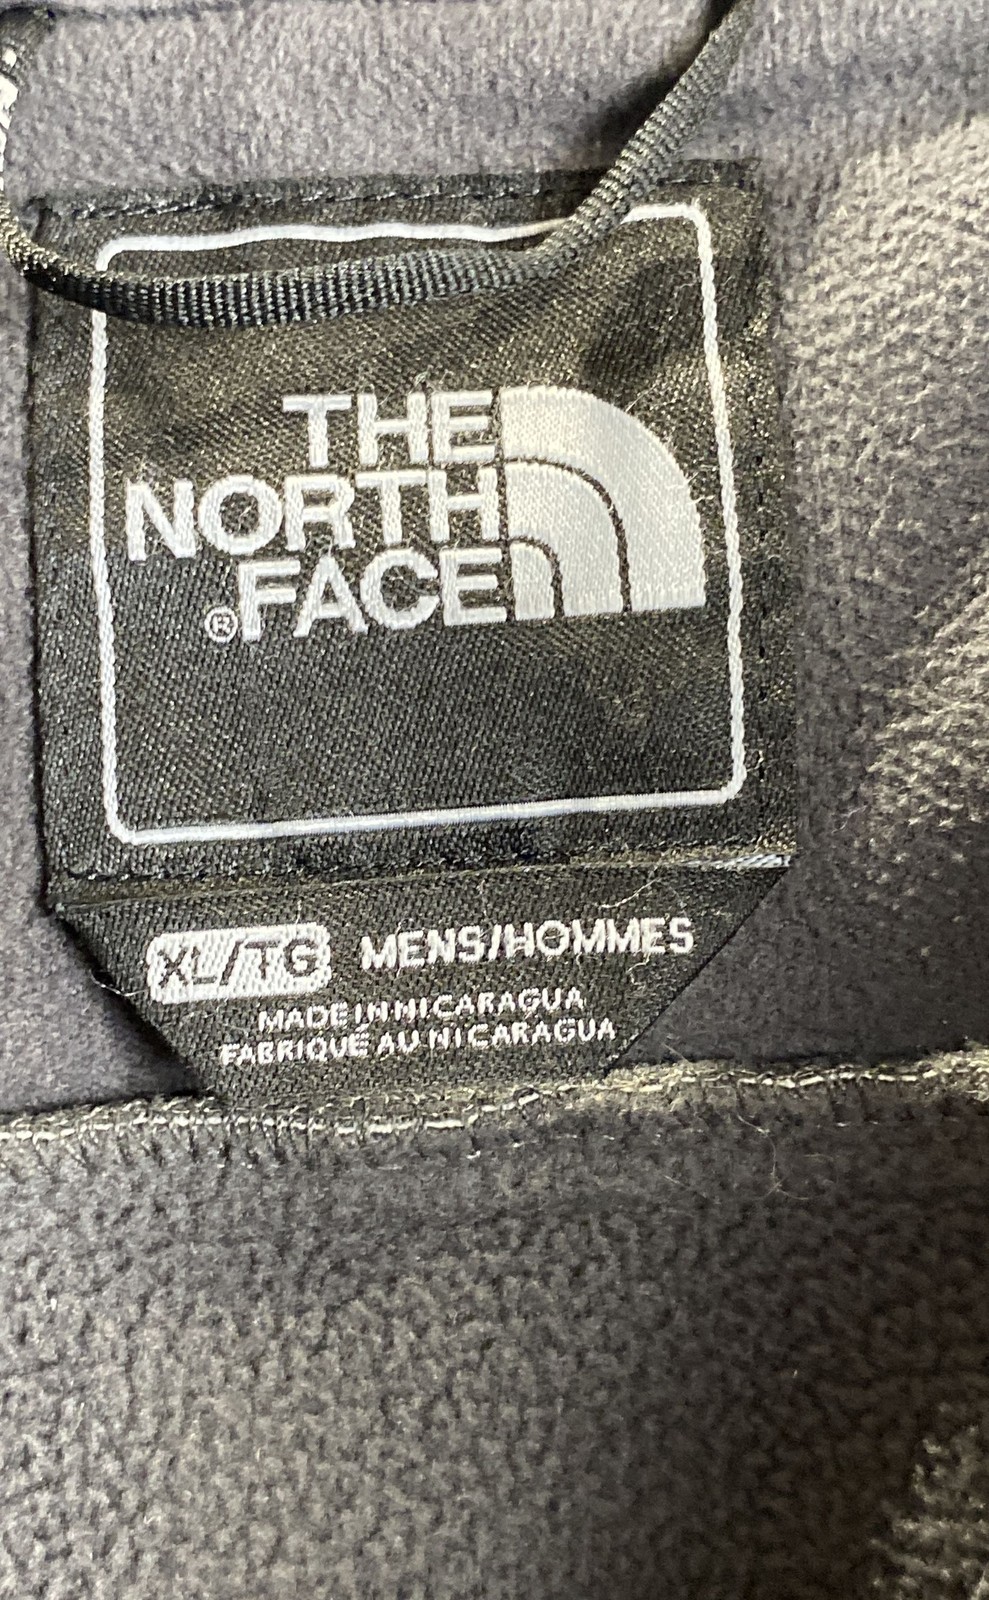 THE
NORTH
FACE®
XL/TG MENS/HOMMES
MADE IN NICARAGUA
FABRIQUÉ AU NICARAGUA